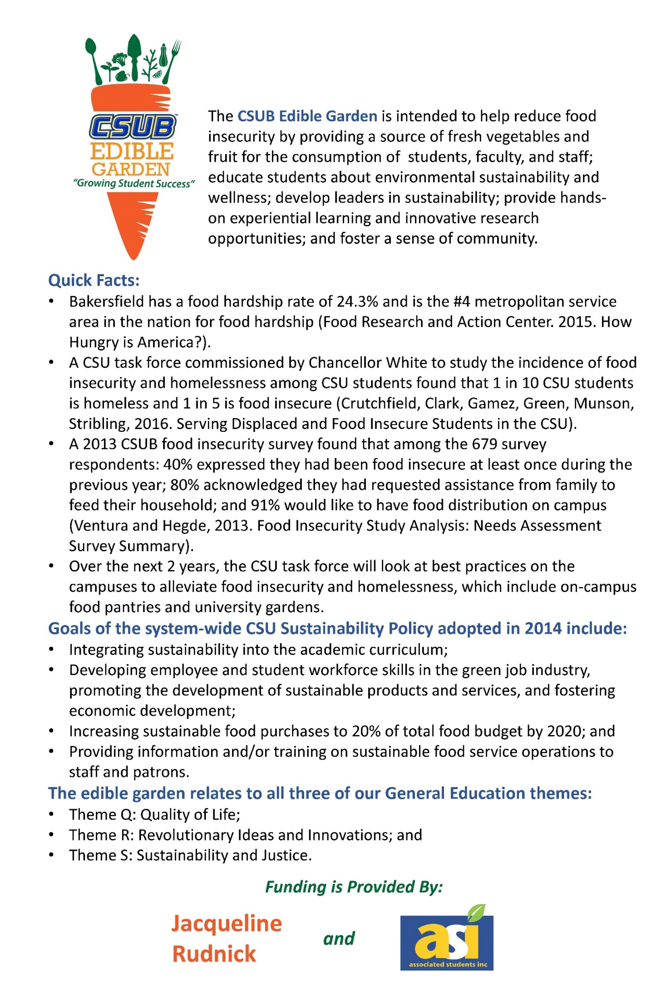 CSUB™
EDIBLE
GARDEN
"Growing Student Success"
The CSUB Edible Garden is intended to help reduce food
insecurity by providing a source of fresh vegetables and
fruit for the consumption of students, faculty, and staff;
educate students about environmental sustainability and
wellness; develop leaders in sustainability; provide hands-
on experiential learning and innovative research
opportunities; and foster a sense of community.
Quick Facts:
• Bakersfield has a food hardship rate of 24.3% and is the #4 metropolitan service
area in the nation for food hardship (Food Research and Action Center. 2015. How
Hungry is America?).
• A CSU task force commissioned by Chancellor White to study the incidence of food
insecurity and homelessness among CSU students found that 1 in 10 CSU students
is homeless and 1 in 5 is food insecure (Crutchfield, Clark, Gamez, Green, Munson,
Stribling, 2016. Serving Displaced and Food Insecure Students in the CSU).
• A 2013 CSUB food insecurity survey found that among the 679 survey
respondents: 40% expressed they had been food insecure at least once during the
previous year; 80% acknowledged they had requested assistance from family to
feed their household; and 91% would like to have food distribution on campus
(Ventura and Hegde, 2013. Food Insecurity Study Analysis: Needs Assessment
Survey Summary).
• Over the next 2 years, the CSU task force will look at best practices on the
campuses to alleviate food insecurity and homelessness, which include on-campus
food pantries and university gardens.
Goals of the system-wide CSU Sustainability Policy adopted in 2014 include:
• Integrating sustainability into the academic curriculum;
• Developing employee and student workforce skills in the green job industry,
promoting the development of sustainable products and services, and fostering
economic development;
• Increasing sustainable food purchases to 20% of total food budget by 2020; and
• Providing information and/or training on sustainable food service operations to
staff and patrons.
The edible garden relates to all three of our General Education themes:
• Theme Q: Quality of Life;
• Theme R: Revolutionary Ideas and Innovations; and
• Theme S: Sustainability and Justice.
Funding is Provided By:
Jacqueline
Rudnick
and
asi
associated students inc